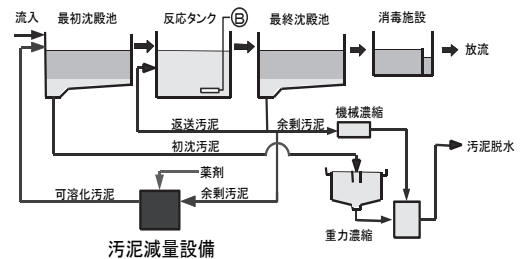 流入
最初沈殿池
反応タンク
B
最終沈殿池
消毒施設
放流
返送汚泥
余剰汚泥
機械濃縮
初沈汚泥
汚泥脱水
薬剤
可溶化汚泥
余剰汚泥
重力濃縮
汚泥減量設備